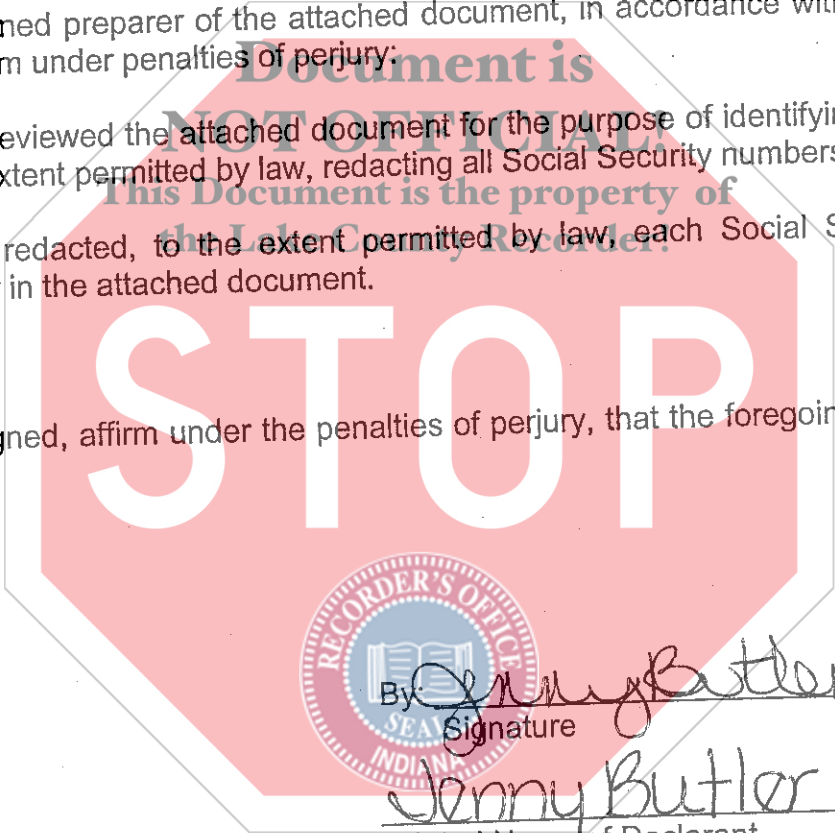 ned preparer of the attached document, in accordance with
m under penalties of perjury:
Document is
NOT OFFICIAL!
eviewed the attached document for the purpose of identifyin
xtent permitted by law, redacting all Social Security numbers
This Document is the property of
the Lake County Recorder!
redacted, to the extent permitted by law, each Social S
in the attached document.
STOP
gned, affirm under the penalties of perjury, that the foregoin
RECORDER'S OFFICE
SEAL
INDIANA
By: Jenny Butler
Signature
Jenny Butler
of Declarant